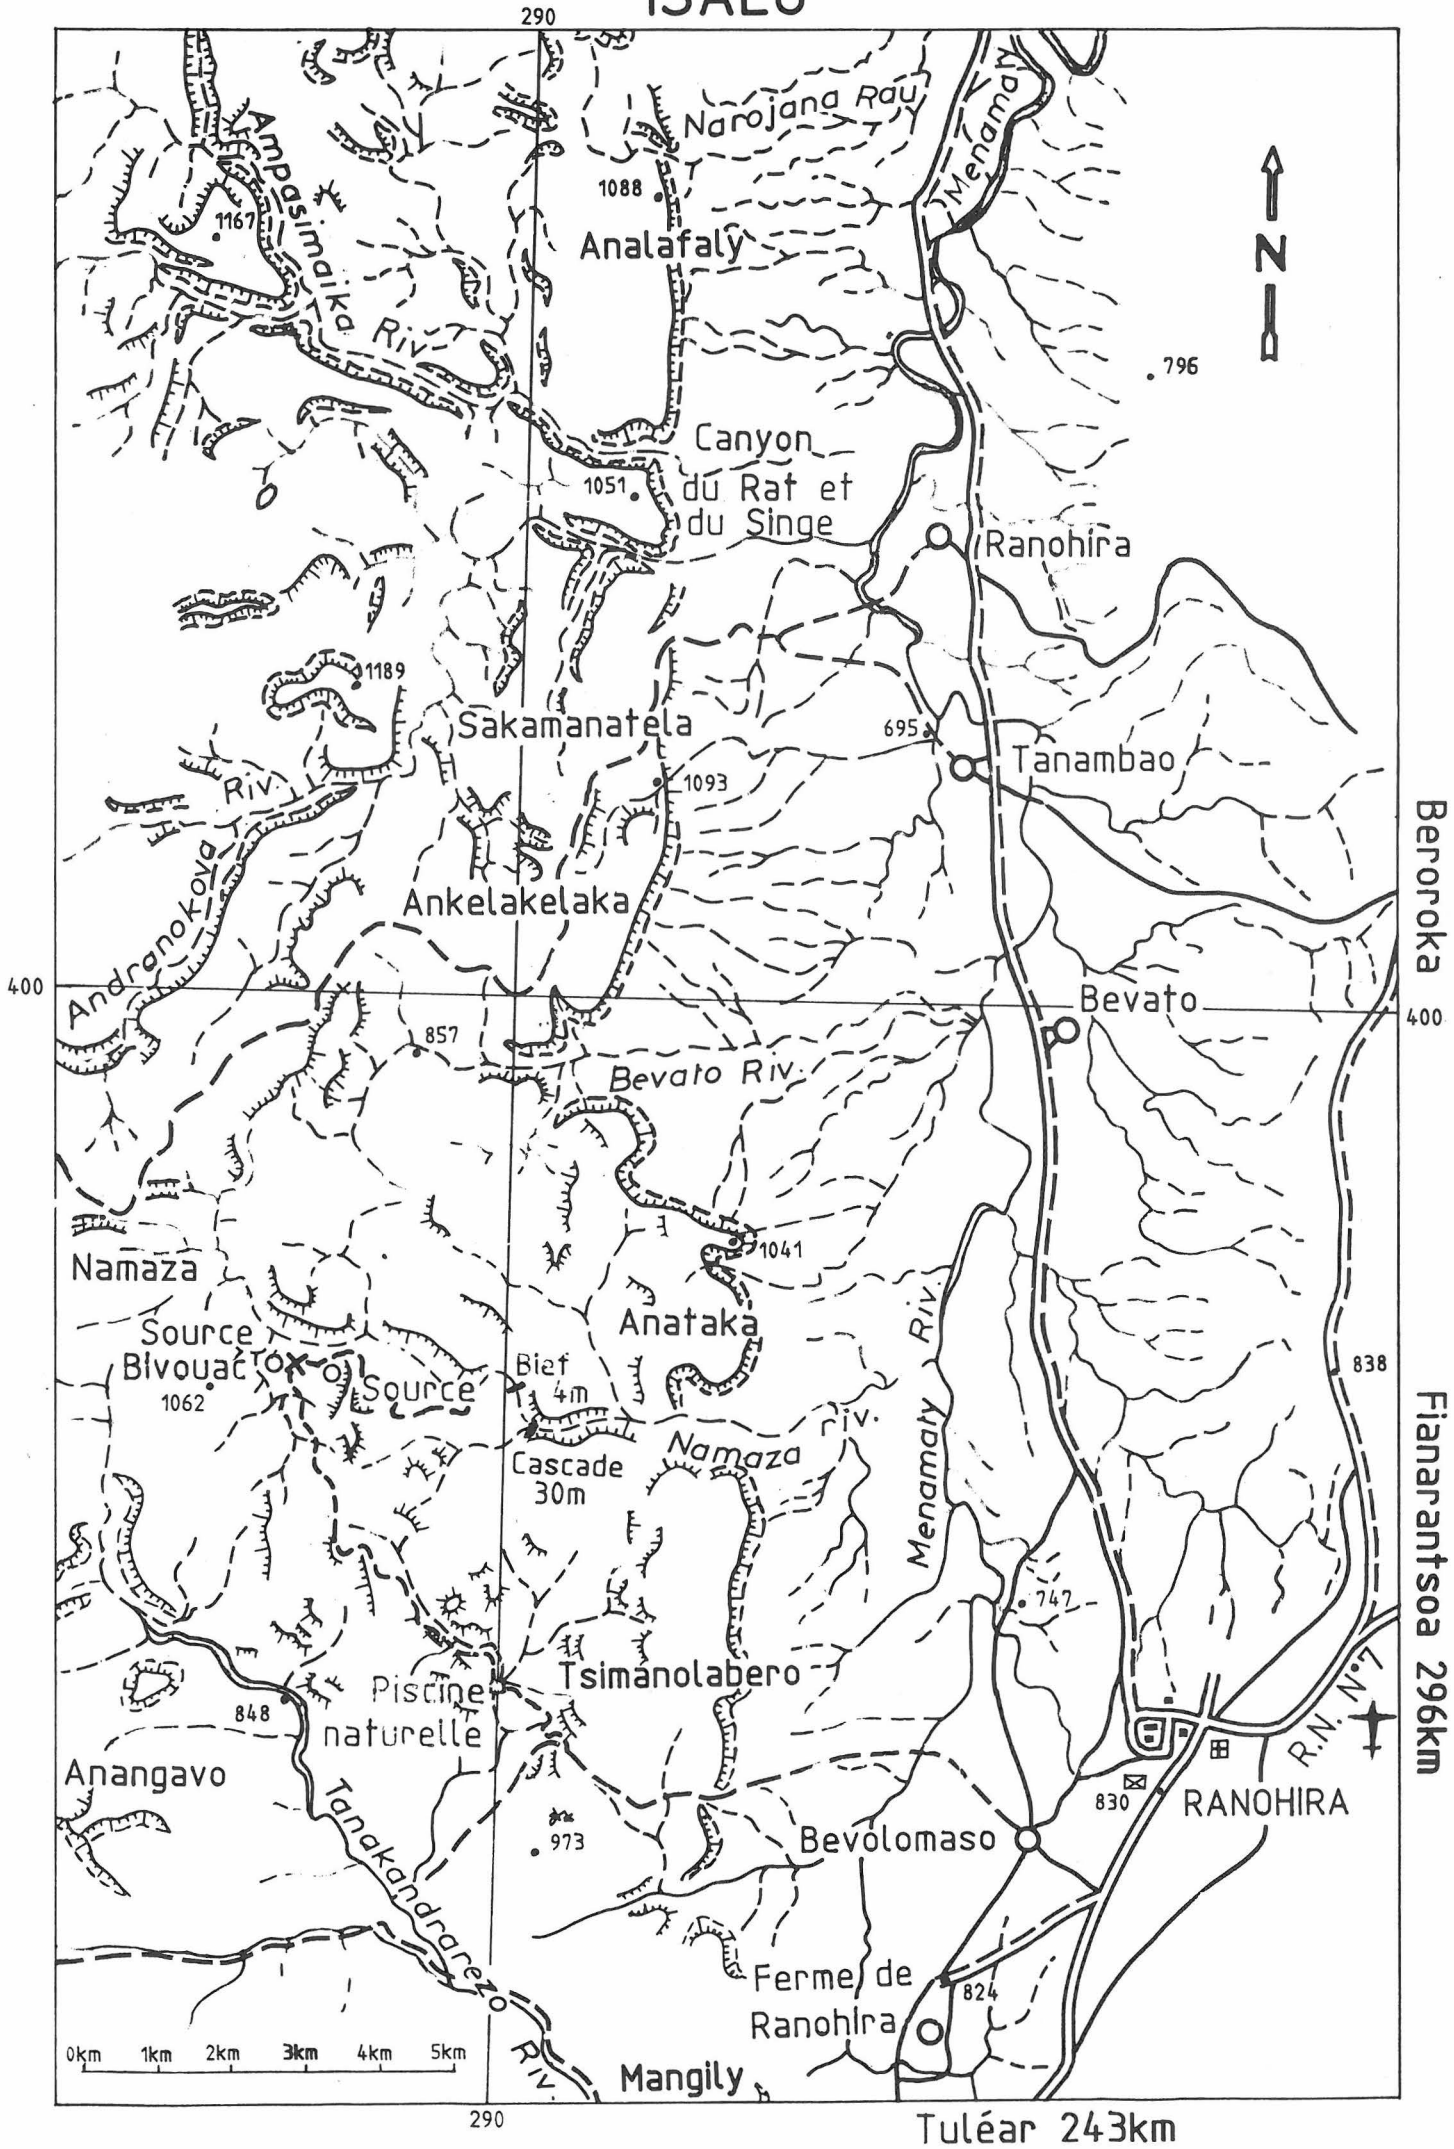 290
Narojana Rau
Menamaty
Ampasimaika
Riv.
1088
1167
Analafaly
N
796
Canyon
du Rat et
du Singe
1051
Ranohira
1189
Sakamanatela
695
Tanambao
1093
Riv.
Andranokova
Ankelakelaka
Beroroka
400
Bevato
400
857
Bevato Riv.
1041
Namaza
Anataka
Menamaty Riv.
Source
Bivouac
1062
Source
Bief
4m
838
Namaza riv.
Cascade
30m
Fianarantsoa 296km
747
Tsimanolabero
Piscine
naturelle
848
R.N. N°7
Anangavo
830
RANOHIRA
Tanakandrarezo
Riv.
973
Bevolomaso
Ferme de
Ranohira
824
0km 1km 2km 3km 4km 5km
Mangily
290
Tuléar 243km